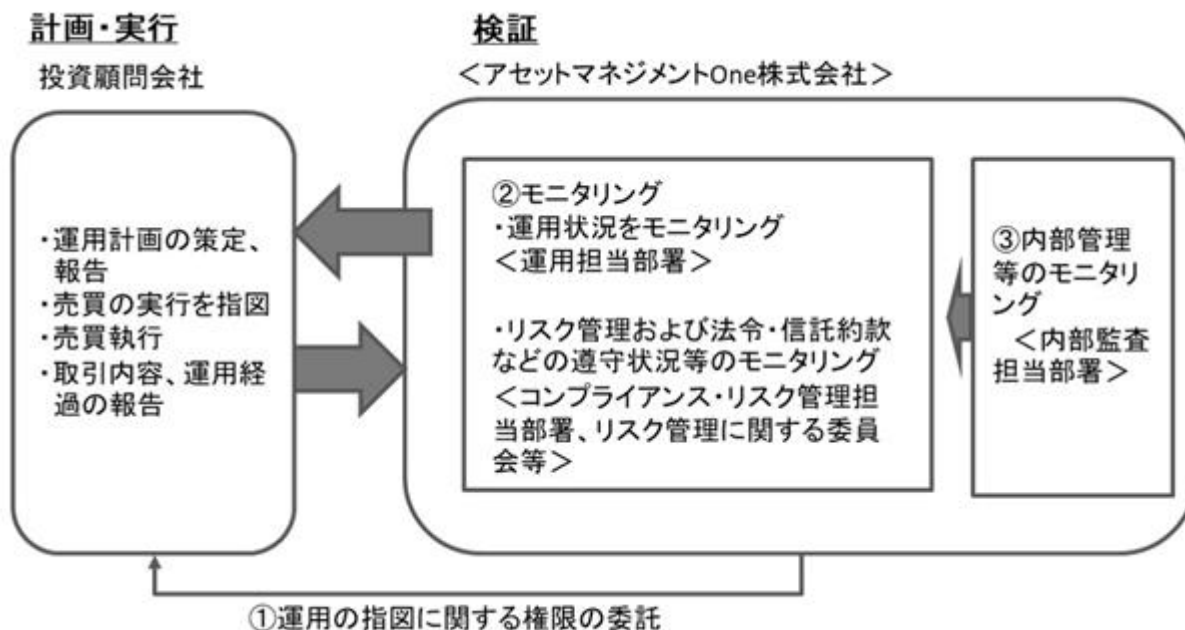 計画・実行
投資顧問会社
・運用計画の策定、
報告
・売買の実行を指図
・売買執行
・取引内容、運用経
過の報告
検証
＜アセットマネジメントOne株式会社＞
②モニタリング
・運用状況をモニタリング
＜運用担当部署＞
・リスク管理および法令・信託約款
などの遵守状況等のモニタリング
＜コンプライアンス・リスク管理担
当部署、リスク管理に関する委員
会等＞
③内部管理
等のモニタリ
ング
＜内部監査
担当部署＞
①運用の指図に関する権限の委託